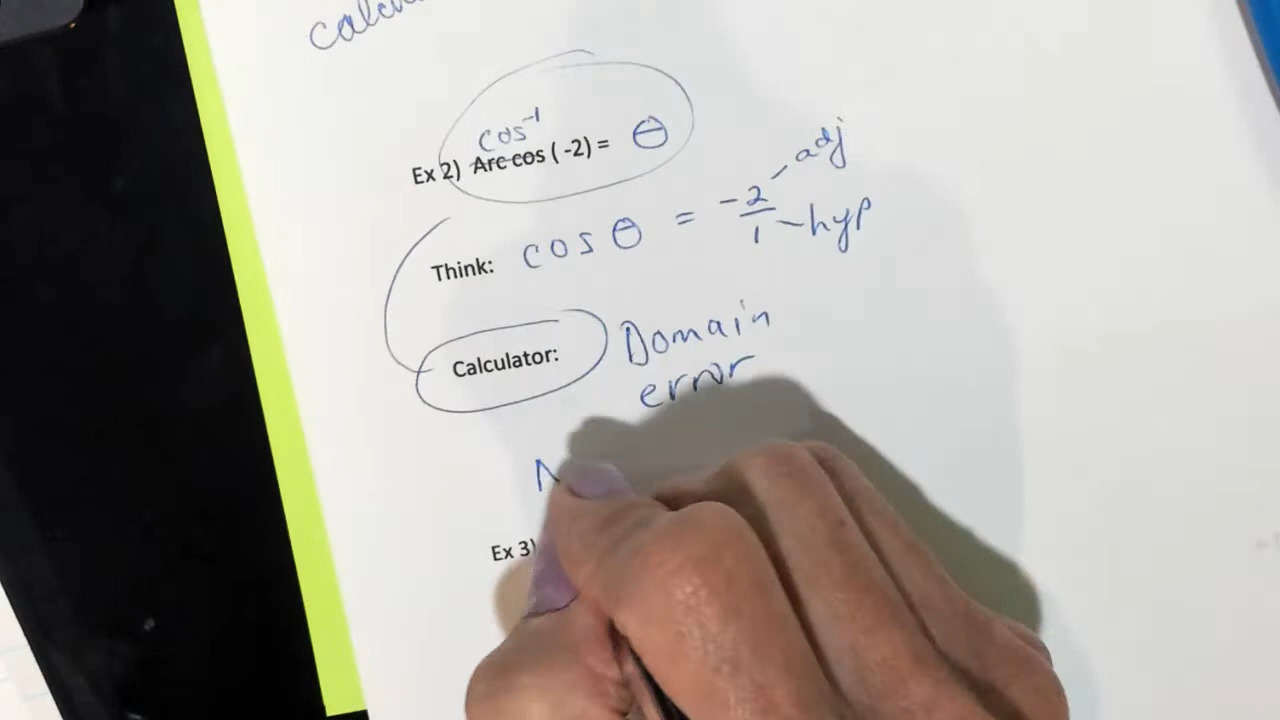 cos⁻¹
Ex 2) Arc cos ( -2) = θ
Think: cos θ = -2/1 - adj - hyp
Calculator: Domain error
N
Ex 3)